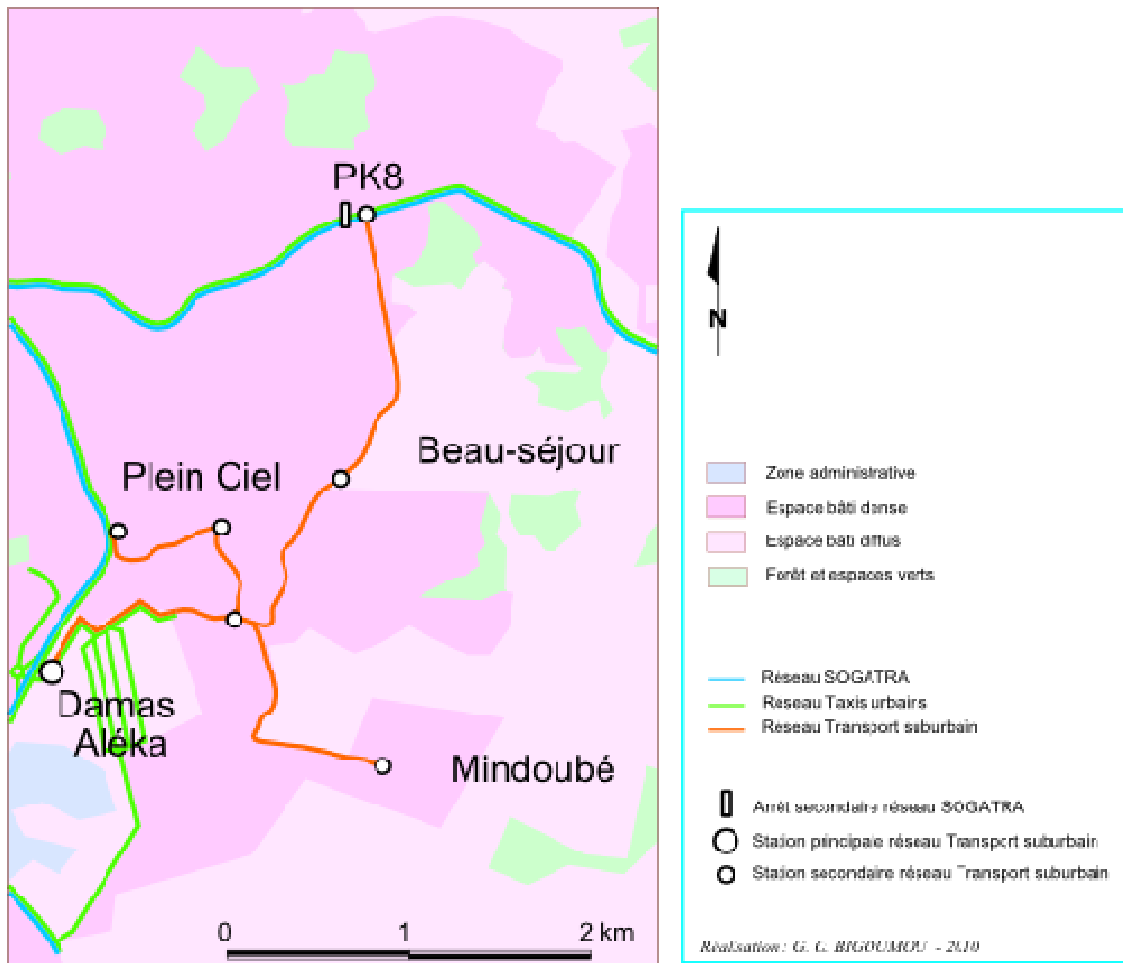 PK8
Beau-séjour
Plein Ciel
Damas
Aléka
Mindoubé
0 1 2 km
N
Zone administrative
Espace bâti dense
Espace bâti diffus
Forêt et espaces verts
Réseau SOGATRA
Reseau Taxis urbains
Reseau Transport suburbain
Arrêt secondaire réseau SOGATRA
Station principale réseau Transport suburbain
Station secondaire réseau Transport suburbain
Réalisation: G. C. BIGOUMOU - 2010